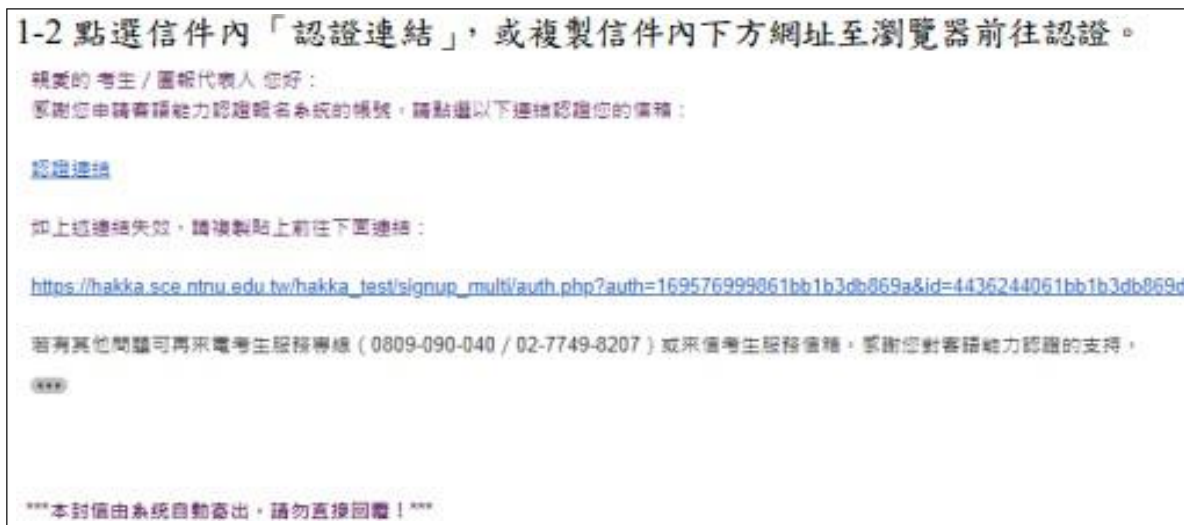 1-2 點選信件內「認證連結」，或複製信件內下方網址至瀏覽器前往認證。
親愛的 考生 / 團報代表人 您好：
感謝您申請客語能力認證報名系統的帳號，請點選以下連結認證您的信箱：
認證連結
如上述連結失效，請複製貼上前往下面連結：
https://hakka.sce.ntnu.edu.tw/hakka_test/signup_multi/auth.php?auth=169576999861bb1b3db869a&id=4436244061bb1b3db869d
若有其他問題可再來電考生服務專線（0809-090-040 / 02-7749-8207）或來信考生服務信箱，感謝您對客語能力認證的支持，
***本封信由系統自動寄出，請勿直接回覆！***